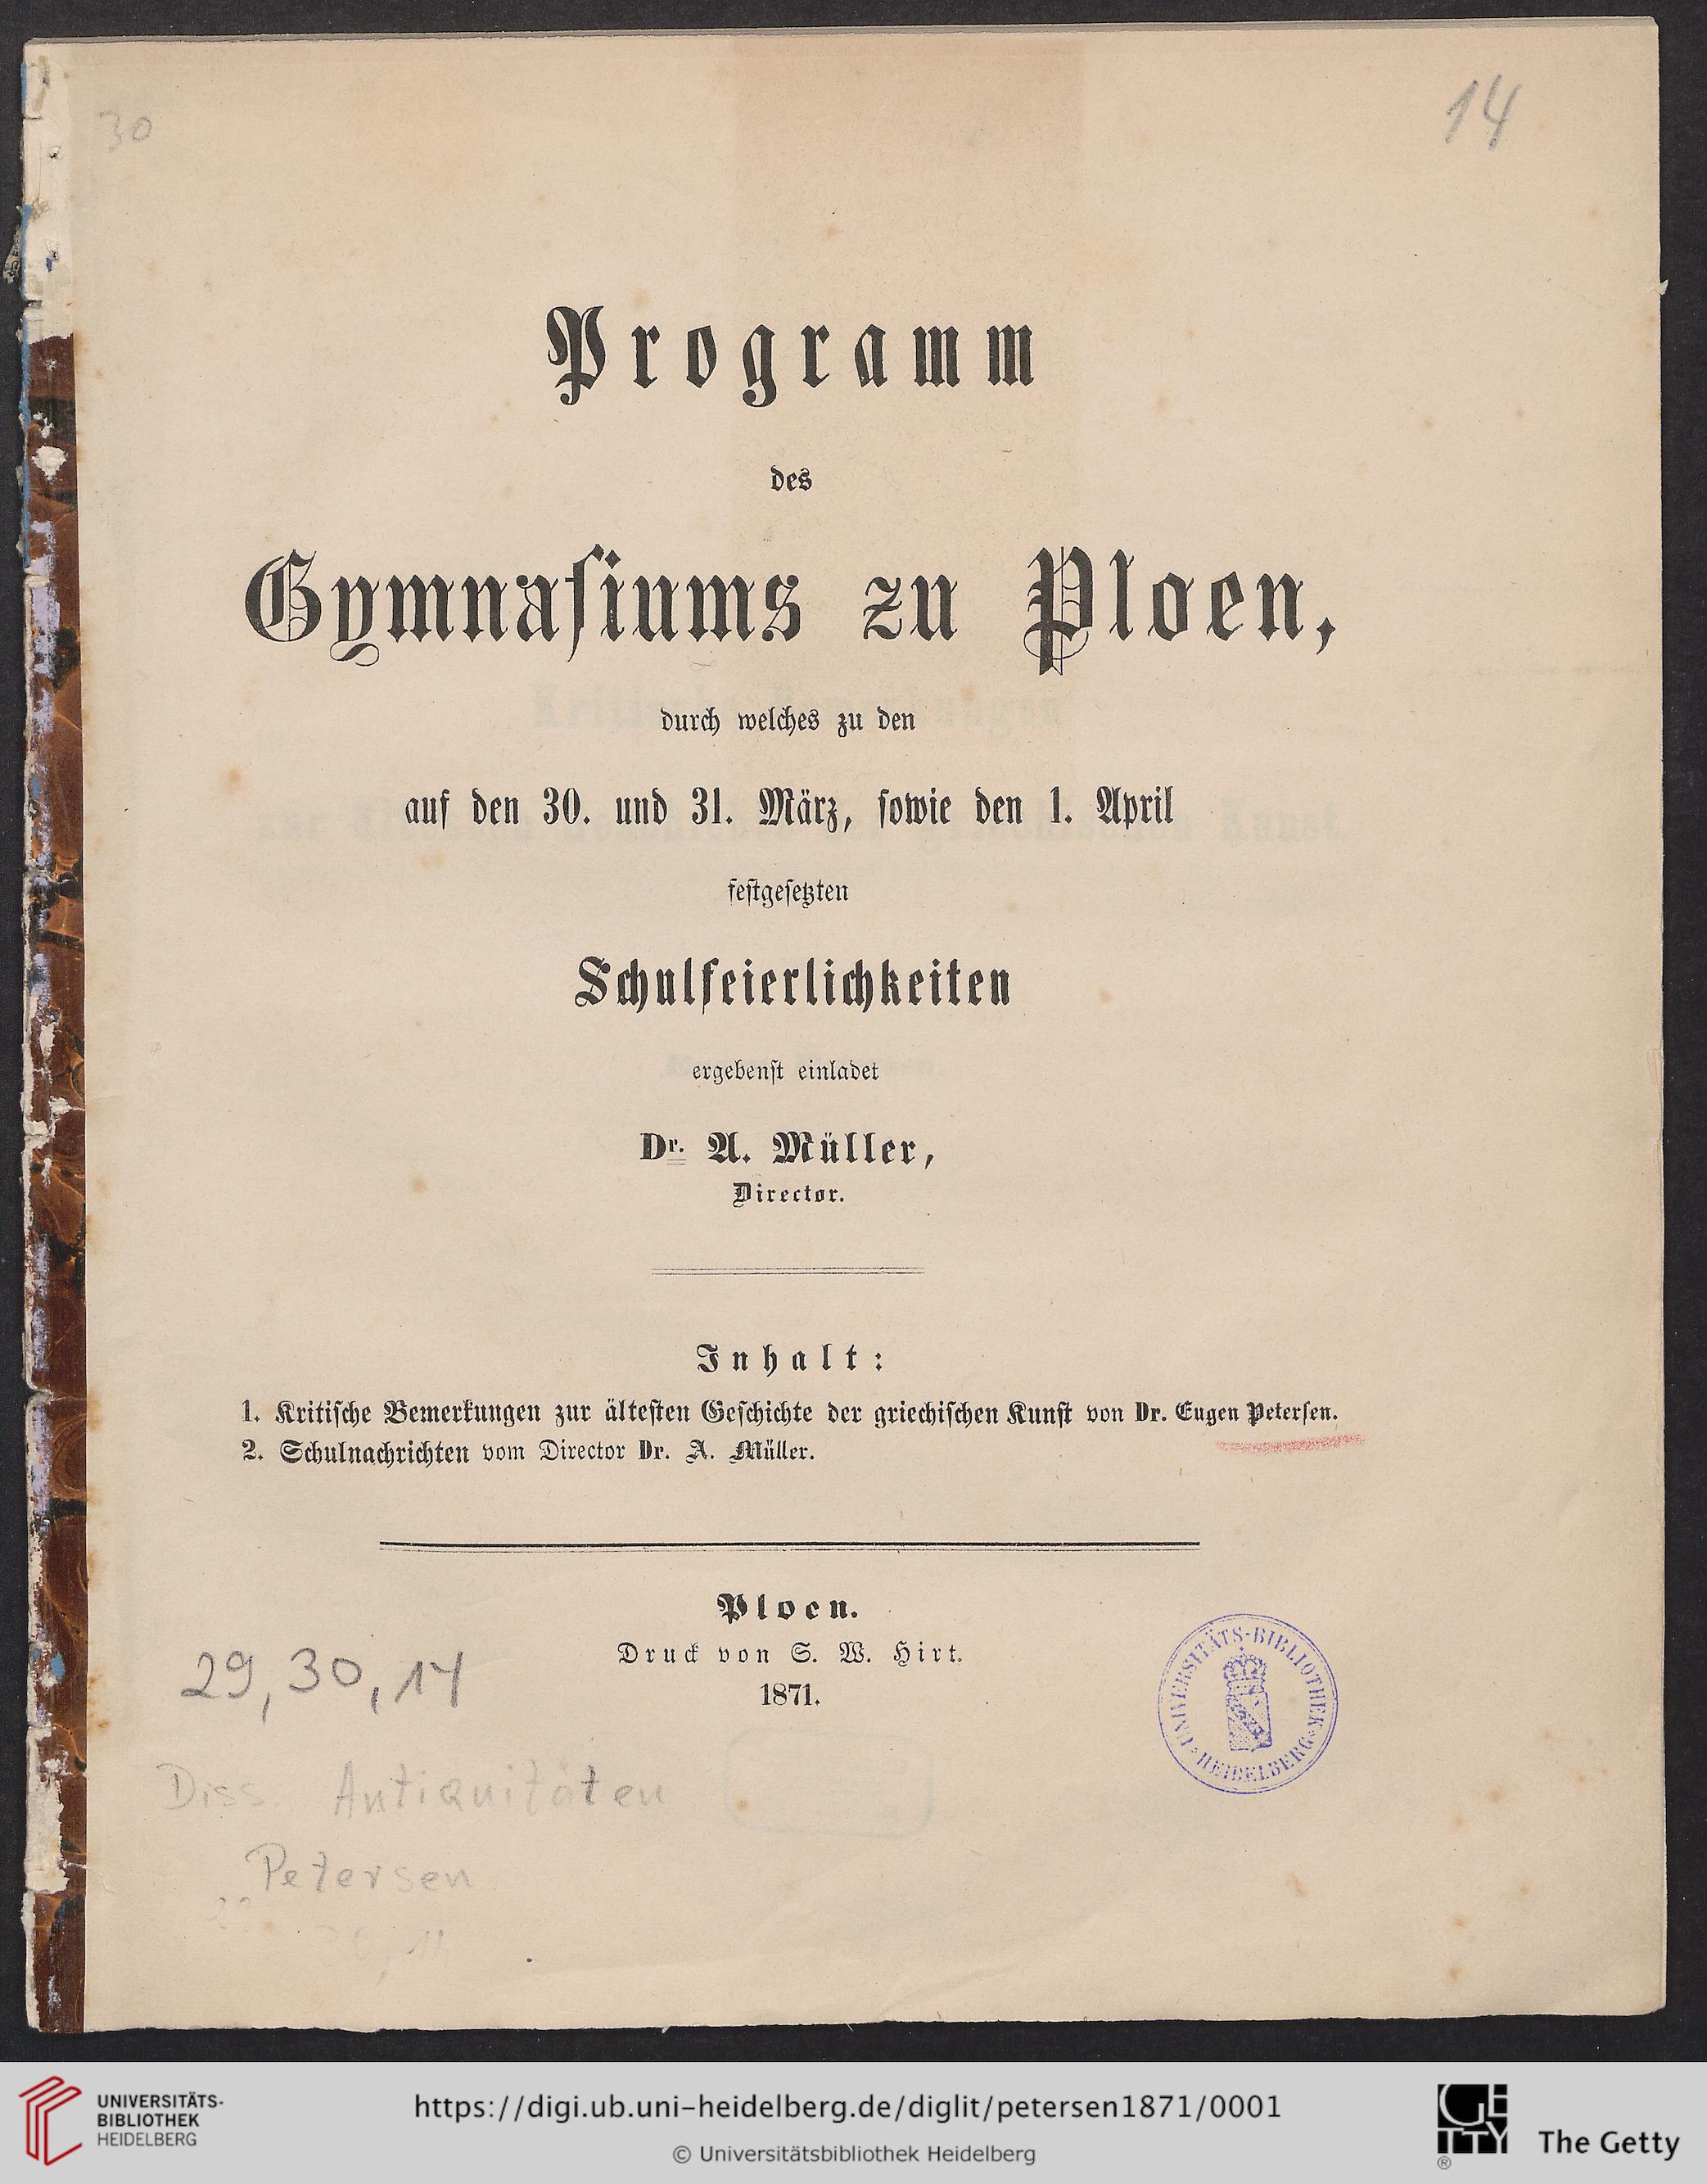 30
14
Programm
des
Gymnasiums zu Ploen,
durch welches zu den
auf den 30. und 31. März, sowie den 1. April
festgesetzten
Schulfeierlichkeiten
ergebenst einladet
Dr. A. Müller,
Director.
Inhalt:
1. Kritische Bemerkungen zur ältesten Geschichte der griechischen Kunst von Dr. Eugen Petersen.
2. Schulnachrichten vom Director Dr. A. Müller.
Ploen.
Druck von S. W. Hirt.
1871.
29, 30, 14
UNIVERSITÄTS-BIBLIOTHEK
HEIDELBERG
Diss Antiquitäten
Petersen
UNIVERSITÄTS-
BIBLIOTHEK
HEIDELBERG
https://digi.ub.uni-heidelberg.de/diglit/petersen1871/0001
© Universitätsbibliothek Heidelberg
GETTY
®
The Getty